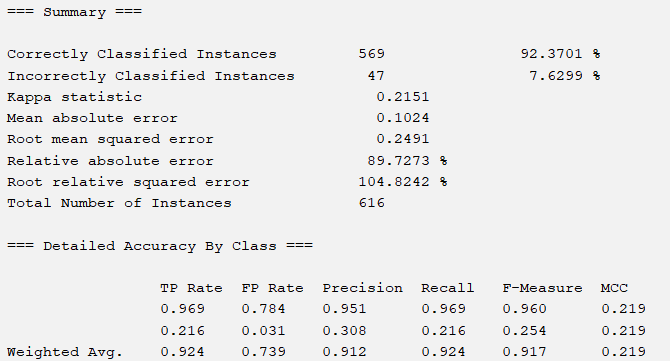 === Summary ===
Correctly Classified Instances 569 92.3701 %
Incorrectly Classified Instances 47 7.6299 %
Kappa statistic 0.2151
Mean absolute error 0.1024
Root mean squared error 0.2491
Relative absolute error 89.7273 %
Root relative squared error 104.8242 %
Total Number of Instances 616
=== Detailed Accuracy By Class ===
TP Rate FP Rate Precision Recall F-Measure MCC
0.969 0.784 0.951 0.969 0.960 0.219
0.216 0.031 0.308 0.216 0.254 0.219
Weighted Avg. 0.924 0.739 0.912 0.924 0.917 0.219